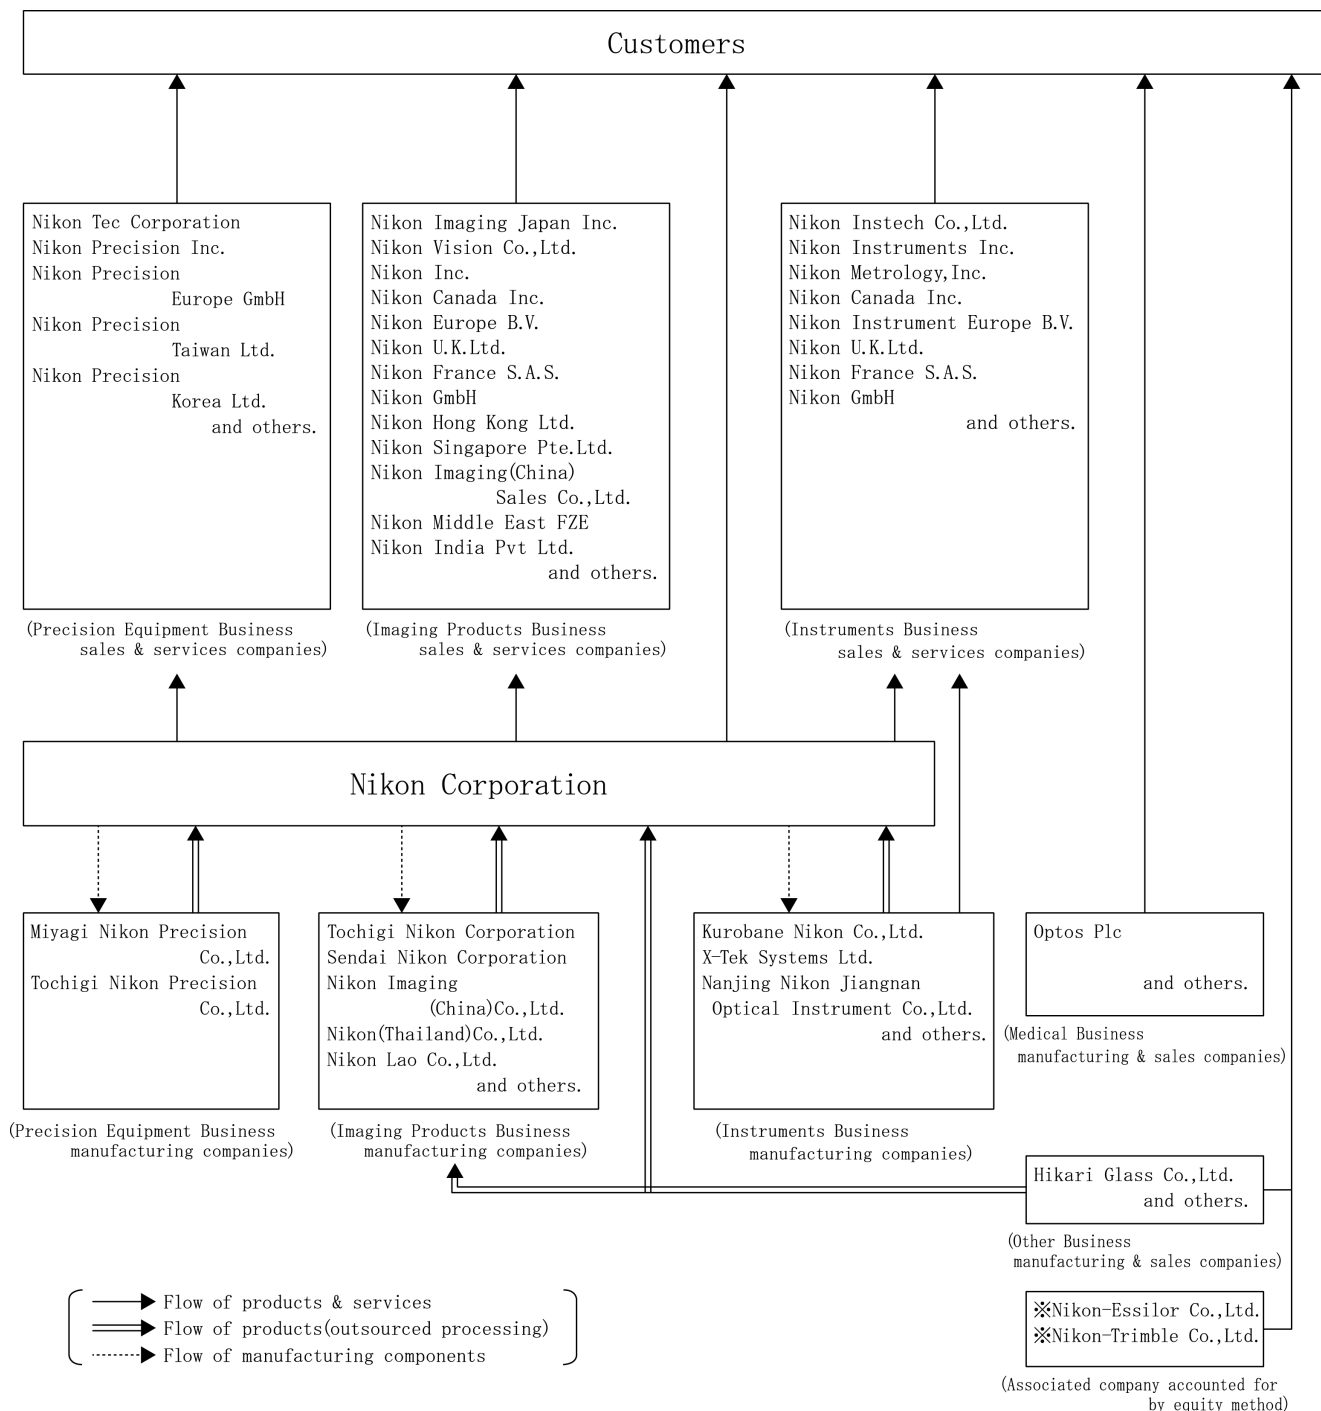 Customers
Nikon Tec Corporation
Nikon Precision Inc.
Nikon Precision
Europe GmbH
Nikon Precision
Taiwan Ltd.
Nikon Precision
Korea Ltd.
and others.
(Precision Equipment Business
sales & services companies)
Nikon Imaging Japan Inc.
Nikon Vision Co.,Ltd.
Nikon Inc.
Nikon Canada Inc.
Nikon Europe B.V.
Nikon U.K.Ltd.
Nikon France S.A.S.
Nikon GmbH
Nikon Hong Kong Ltd.
Nikon Singapore Pte.Ltd.
Nikon Imaging(China)
Sales Co.,Ltd.
Nikon Middle East FZE
Nikon India Pvt Ltd.
and others.
(Imaging Products Business
sales & services companies)
Nikon Instech Co.,Ltd.
Nikon Instruments Inc.
Nikon Metrology,Inc.
Nikon Canada Inc.
Nikon Instrument Europe B.V.
Nikon U.K.Ltd.
Nikon France S.A.S.
Nikon GmbH
and others.
(Instruments Business
sales & services companies)
Nikon Corporation
Miyagi Nikon Precision
Co.,Ltd.
Tochigi Nikon Precision
Co.,Ltd.
(Precision Equipment Business
manufacturing companies)
Tochigi Nikon Corporation
Sendai Nikon Corporation
Nikon Imaging
(China)Co.,Ltd.
Nikon(Thailand)Co.,Ltd.
Nikon Lao Co.,Ltd.
and others.
(Imaging Products Business
manufacturing companies)
Kurobane Nikon Co.,Ltd.
X-Tek Systems Ltd.
Nanjing Nikon Jiangnan
Optical Instrument Co.,Ltd.
and others.
(Instruments Business
manufacturing companies)
Optos Plc
and others.
(Medical Business
manufacturing & sales companies)
Hikari Glass Co.,Ltd.
and others.
(Other Business
manufacturing & sales companies)
※Nikon-Essilor Co.,Ltd.
※Nikon-Trimble Co.,Ltd.
(Associated company accounted for
by equity method)
Flow of products & services
Flow of products(outsourced processing)
Flow of manufacturing components